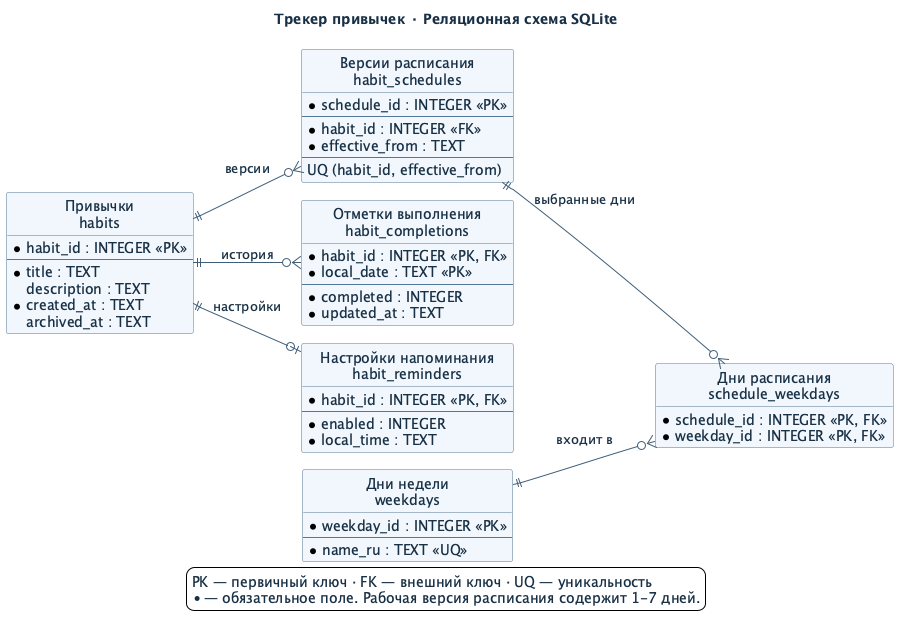 Трекер привычек · Реляционная схема SQLite
Версии расписания
habit_schedules
• schedule_id : INTEGER «PK»
• habit_id : INTEGER «FK»
• effective_from : TEXT
UQ (habit_id, effective_from)
версии
выбранные дни
Привычки
habits
• habit_id : INTEGER «PK»
• title : TEXT
description : TEXT
• created_at : TEXT
archived_at : TEXT
история
настройки
Отметки выполнения
habit_completions
• habit_id : INTEGER «PK, FK»
• local_date : TEXT «PK»
• completed : INTEGER
• updated_at : TEXT
Настройки напоминания
habit_reminders
• habit_id : INTEGER «PK, FK»
• enabled : INTEGER
• local_time : TEXT
Дни расписания
schedule_weekdays
• schedule_id : INTEGER «PK, FK»
• weekday_id : INTEGER «PK, FK»
входит в
Дни недели
weekdays
• weekday_id : INTEGER «PK»
• name_ru : TEXT «UQ»
PK — первичный ключ · FK — внешний ключ · UQ — уникальность
• — обязательное поле. Рабочая версия расписания содержит 1–7 дней.